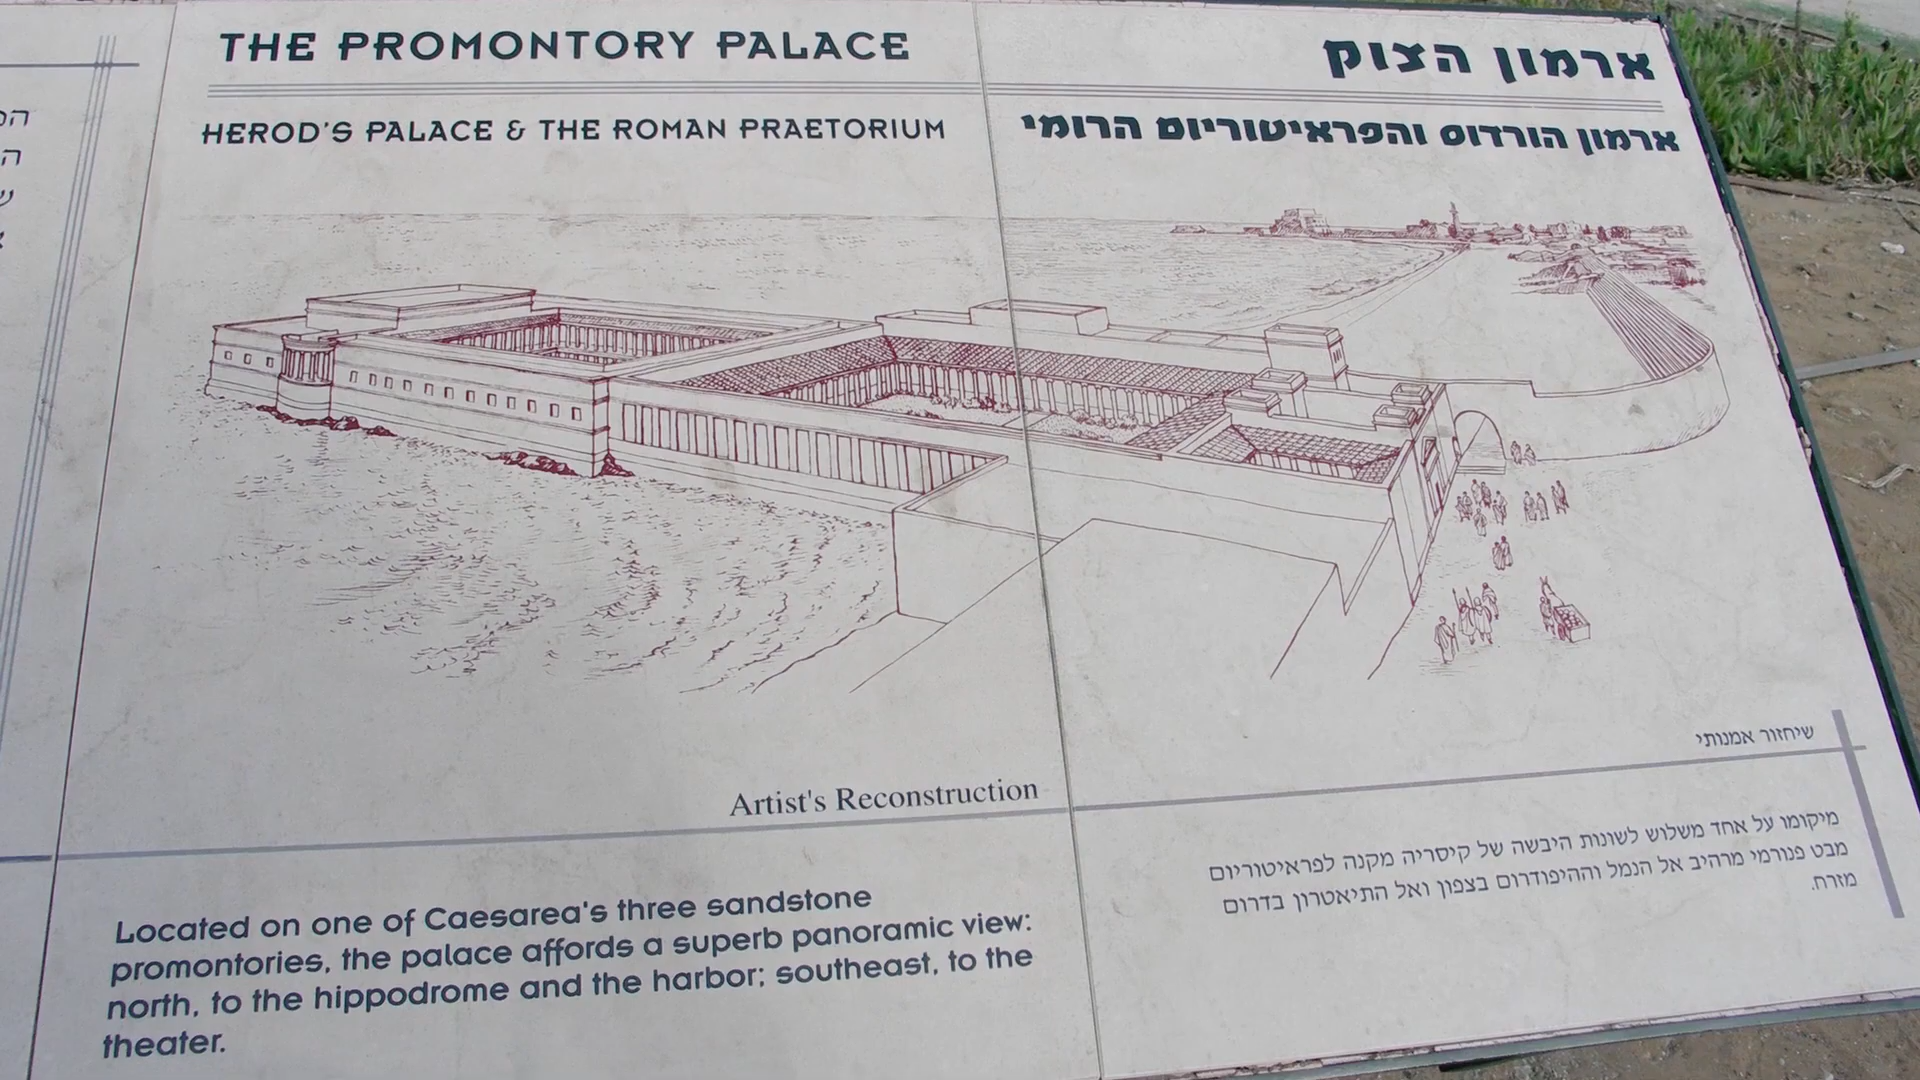 THE PROMONTORY PALACE
HEROD'S PALACE & THE ROMAN PRAETORIUM
ארמון הצוק
ארמון הורדוס והפראיטוריום הרומי
Artist's Reconstruction
שיחזור אמנותי
Located on one of Caesarea's three sandstone
promontories, the palace affords a superb panoramic view:
north, to the hippodrome and the harbor; southeast, to the
theater.
מיקומו על אחד משלוש לשונות היבשה של קיסריה מקנה לפראיטוריום
מבט פנורמי מרהיב אל הנמל וההיפודרום בצפון ואל התיאטרון בדרום
מזרח.